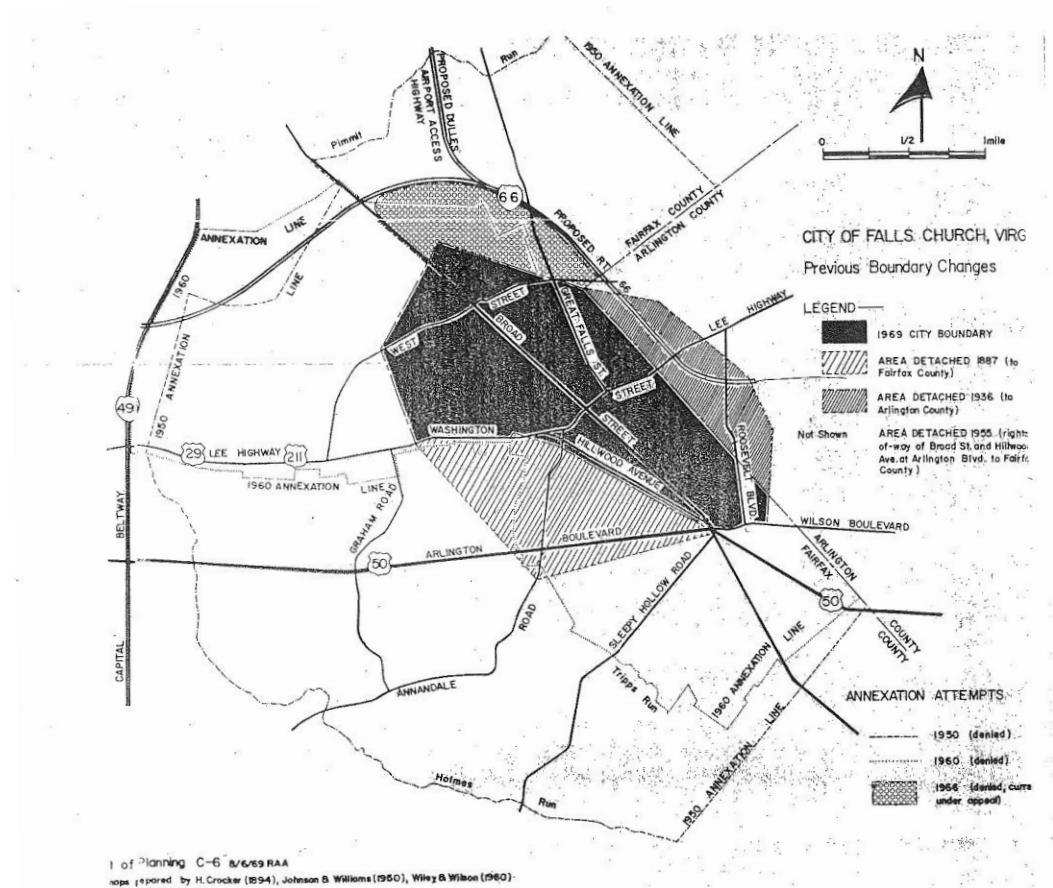 N
0 1/2 1mile
CITY OF FALLS CHURCH, VIRG
Previous Boundary Changes
LEGEND
1969 CITY BOUNDARY
AREA DETACHED 1887 (to
Fairfax County)
AREA DETACHED 1936 (to
Arlington County)
Not Shown
AREA DETACHED 1955 (right-
of-way of Broad St. and Hillwoo
Ave. at Arlington Blvd. to Fairfa
County)
ANNEXATION ATTEMPTS
1950 (denied)
1960 (denied)
1966 (denied, curre
under appeal)
Run
Pimmit
PROPOSED DULLES
AIRPORT ACCESS
HIGHWAY
1950 ANNEXATION LINE
66
PROPOSED RT. 66
FAIRFAX COUNTY
ARLINGTON COUNTY
ANNEXATION LINE
1960
LINE
1950 ANNEXATION
WEST
STREET
BROAD
STREET
GREAT FALLS ST.
LEE HIGHWAY
STREET
WASHINGTON
HILLWOOD AVENUE
ROOSEVELT BLVD.
WILSON BOULEVARD
49
29 LEE HIGHWAY 211
1960 ANNEXATION LINE
GRAHAM ROAD
CAPITAL BELTWAY
50 ARLINGTON BOULEVARD
ARLINGTON
FAIRFAX
50
COUNTY
COUNTY
SLEEPY HOLLOW ROAD
ANNANDALE ROAD
Tripps Run
1960 ANNEXATION LINE
1950 ANNEXATION LINE
Holmes Run
t of Planning C-6 8/6/69 RAA
maps prepared by H. Crocker (1894), Johnson & Williams (1950), Wiley & Wilson (1960)